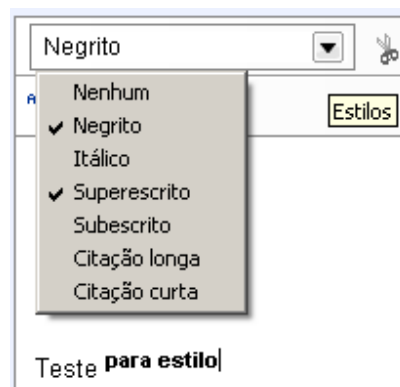 Negrito
Nenhum
Negrito
Itálico
Superescrito
Subescrito
Citação longa
Citação curta
Estilos
Teste para estilo